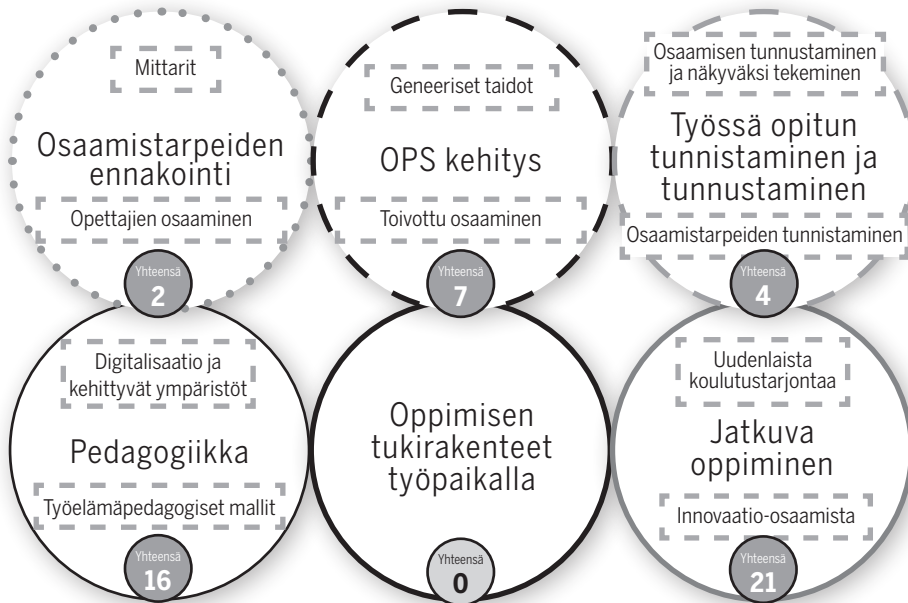 Mittarit
Osaamistarpeiden
ennakointi
Opettajien osaaminen
Yhteensä
2
Geneeriset taidot
OPS kehitys
Toivottu osaaminen
Yhteensä
7
Osaamisen tunnustaminen
ja näkyväksi tekeminen
Työssä opitun
tunnistaminen ja
tunnustaminen
Osaamistarpeiden tunnistaminen
Yhteensä
4
Digitalisaatio ja
kehittyvät ympäristöt
Pedagogiikka
Työelämäpedagogiset mallit
Yhteensä
16
Oppimisen
tukirakenteet
työpaikalla
Yhteensä
0
Uudenlaista
koulutustarjontaa
Jatkuva
oppiminen
Innovaatio-osaamista
Yhteensä
21